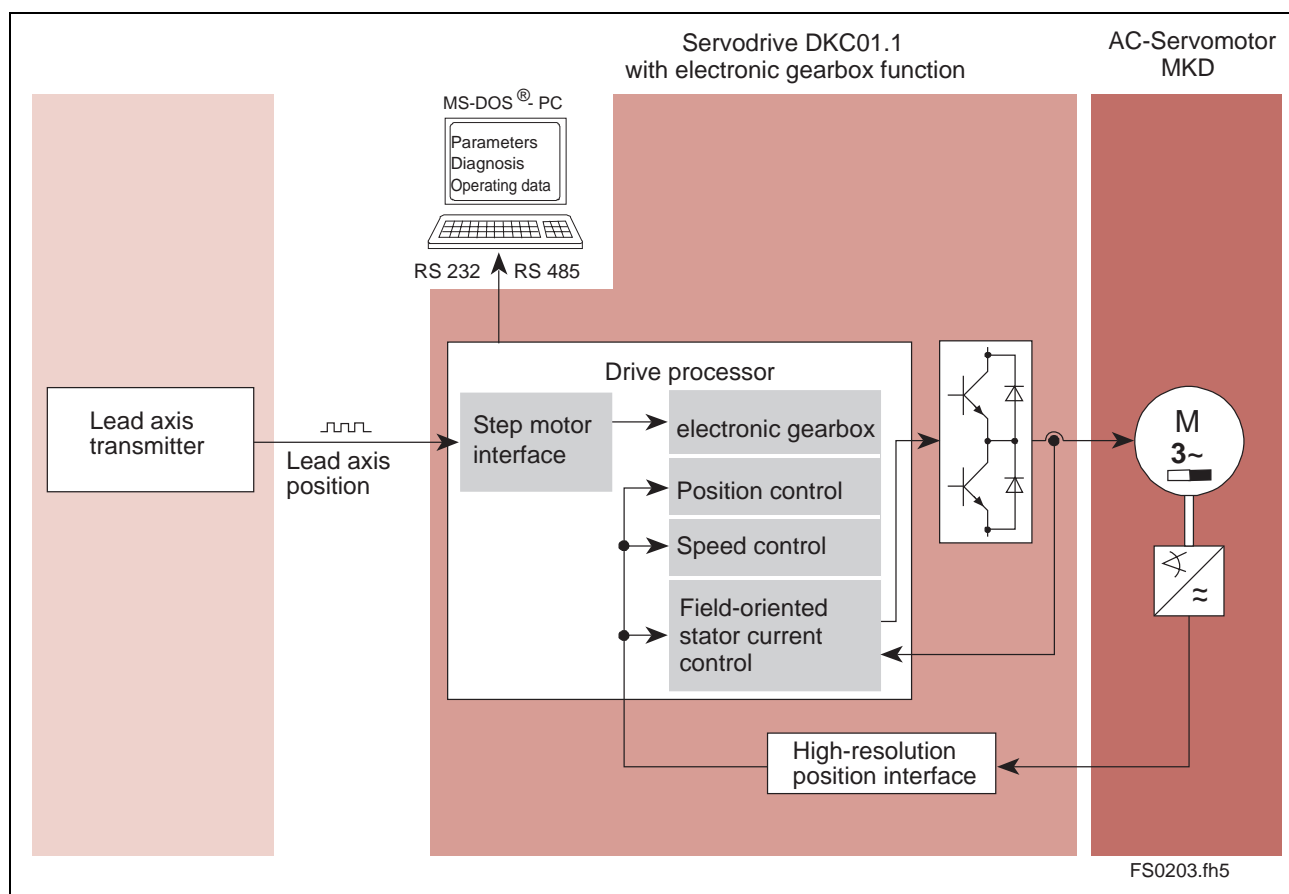 Servodrive DKC01.1
with electronic gearbox function
AC-Servomotor
MKD
MS-DOS ®- PC
Parameters
Diagnosis
Operating data
RS 232
RS 485
Drive processor
Lead axis
transmitter
Lead axis
position
Step motor
interface
electronic gearbox
Position control
Speed control
Field-oriented
stator current
control
M
3~
≈
High-resolution
position interface
FS0203.fh5